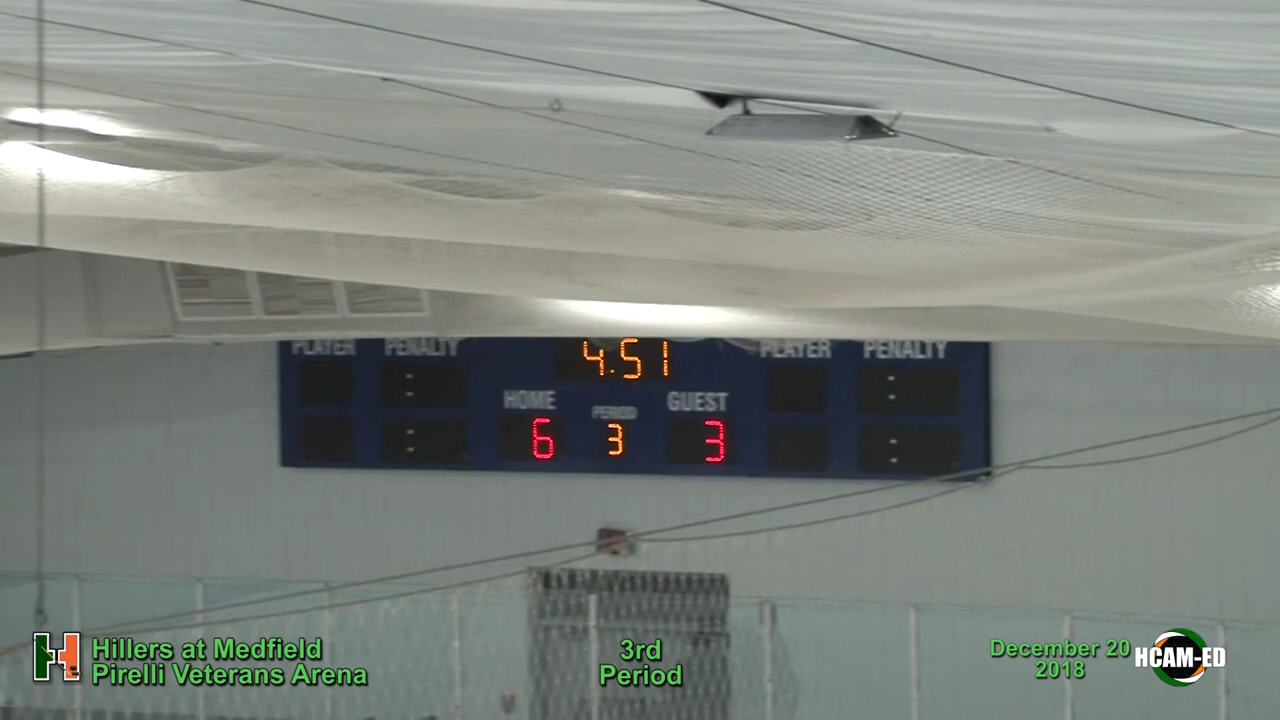 PLAYER PENALTY 4.51 PLAYER PENALTY
HOME PERIOD GUEST
6 3 3
Hillers at Medfield
Pirelli Veterans Arena
3rd
Period
December 20
2018
H
HCAM-ED